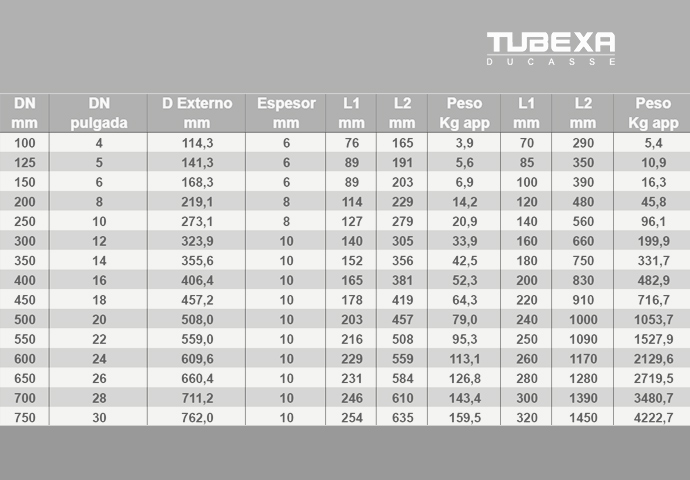 TUBEXA
DUCASSE
DN DN D Externo Espesor L1 L2 Peso L1 L2 Peso
mm pulgada mm mm mm mm Kg app mm mm Kg app
100 4 114,3 6 76 165 3,9 70 290 5,4
125 5 141,3 6 89 191 5,6 85 350 10,9
150 6 168,3 6 89 203 6,9 100 390 16,3
200 8 219,1 8 114 229 14,2 120 480 45,8
250 10 273,1 8 127 279 20,9 140 560 96,1
300 12 323,9 10 140 305 33,9 160 660 199,9
350 14 355,6 10 152 356 42,5 180 750 331,7
400 16 406,4 10 165 381 52,3 200 830 482,9
450 18 457,2 10 178 419 64,3 220 910 716,7
500 20 508,0 10 203 457 79,0 240 1000 1053,7
550 22 559,0 10 216 508 95,3 250 1090 1527,9
600 24 609,6 10 229 559 113,1 260 1170 2129,6
650 26 660,4 10 231 584 126,8 280 1280 2719,5
700 28 711,2 10 246 610 143,4 300 1390 3480,7
750 30 762,0 10 254 635 159,5 320 1450 4222,7